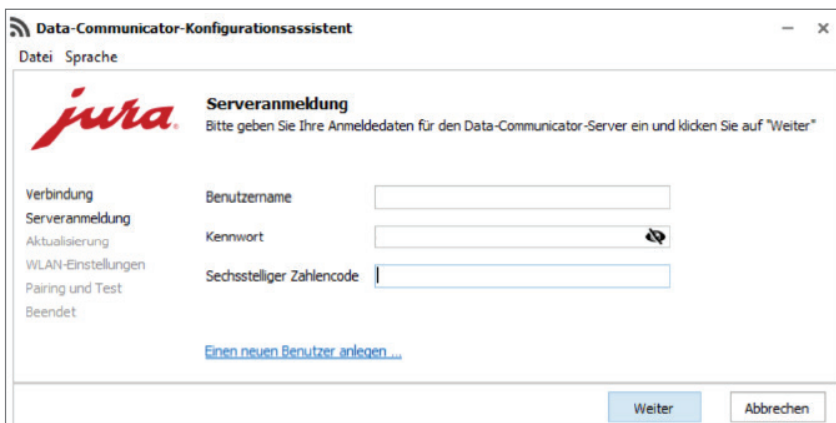 Data-Communicator-Konfigurationsassistent
Datei Sprache
jura
Serveranmeldung
Bitte geben Sie Ihre Anmeldedaten für den Data-Communicator-Server ein und klicken Sie auf "Weiter"
Verbindung
Serveranmeldung
Aktualisierung
WLAN-Einstellungen
Pairing und Test
Beendet
Benutzername
Kennwort
Sechsstelliger Zahlencode
Einen neuen Benutzer anlegen ...
Weiter Abbrechen